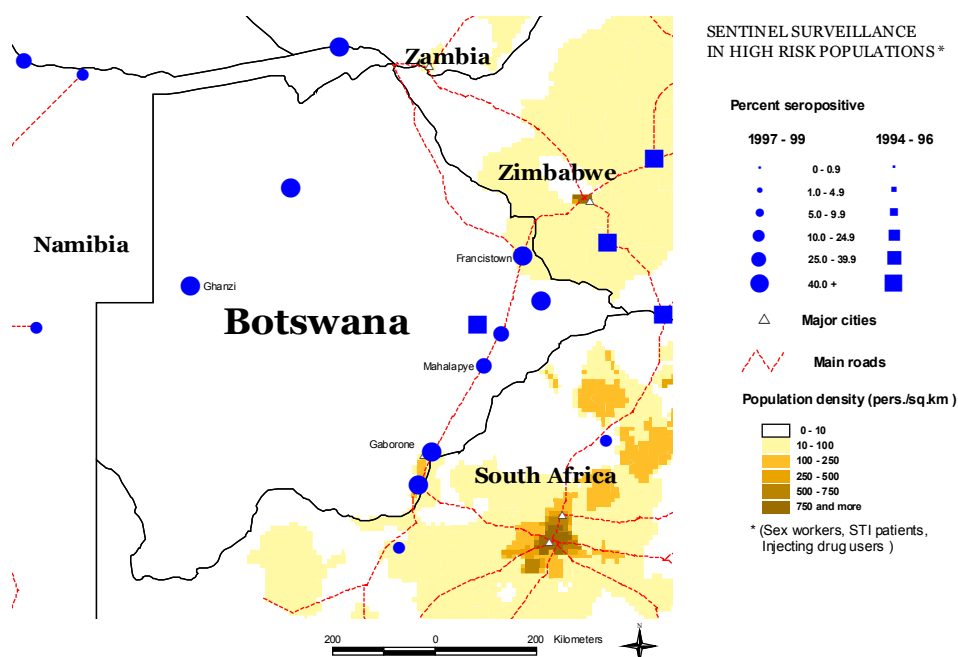 Zambia
Zimbabwe
Namibia
Francistown
Ghanzi
Botswana
Mahalapye
Gaborone
South Africa
200 0 200 Kilometers
N
SENTINEL SURVEILLANCE
IN HIGH RISK POPULATIONS *
Percent seropositive
1997 - 99 1994 - 96
0 - 0.9
1.0 - 4.9
5.0 - 9.9
10.0 - 24.9
25.0 - 39.9
40.0 +
Major cities
Main roads
Population density (pers./sq.km )
0 - 10
10 - 100
100 - 250
250 - 500
500 - 750
750 and more
* (Sex workers, STI patients,
Injecting drug users )